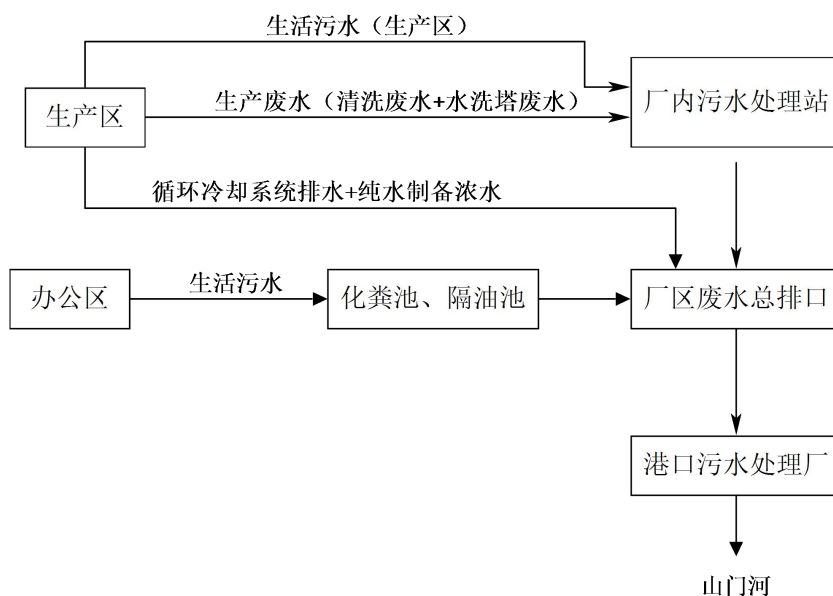 生活污水（生产区）
生产区
生产废水（清洗废水+水洗塔废水）
厂内污水处理站
循环冷却系统排水+纯水制备浓水
办公区
生活污水
化粪池、隔油池
厂区废水总排口
港口污水处理厂
山门河